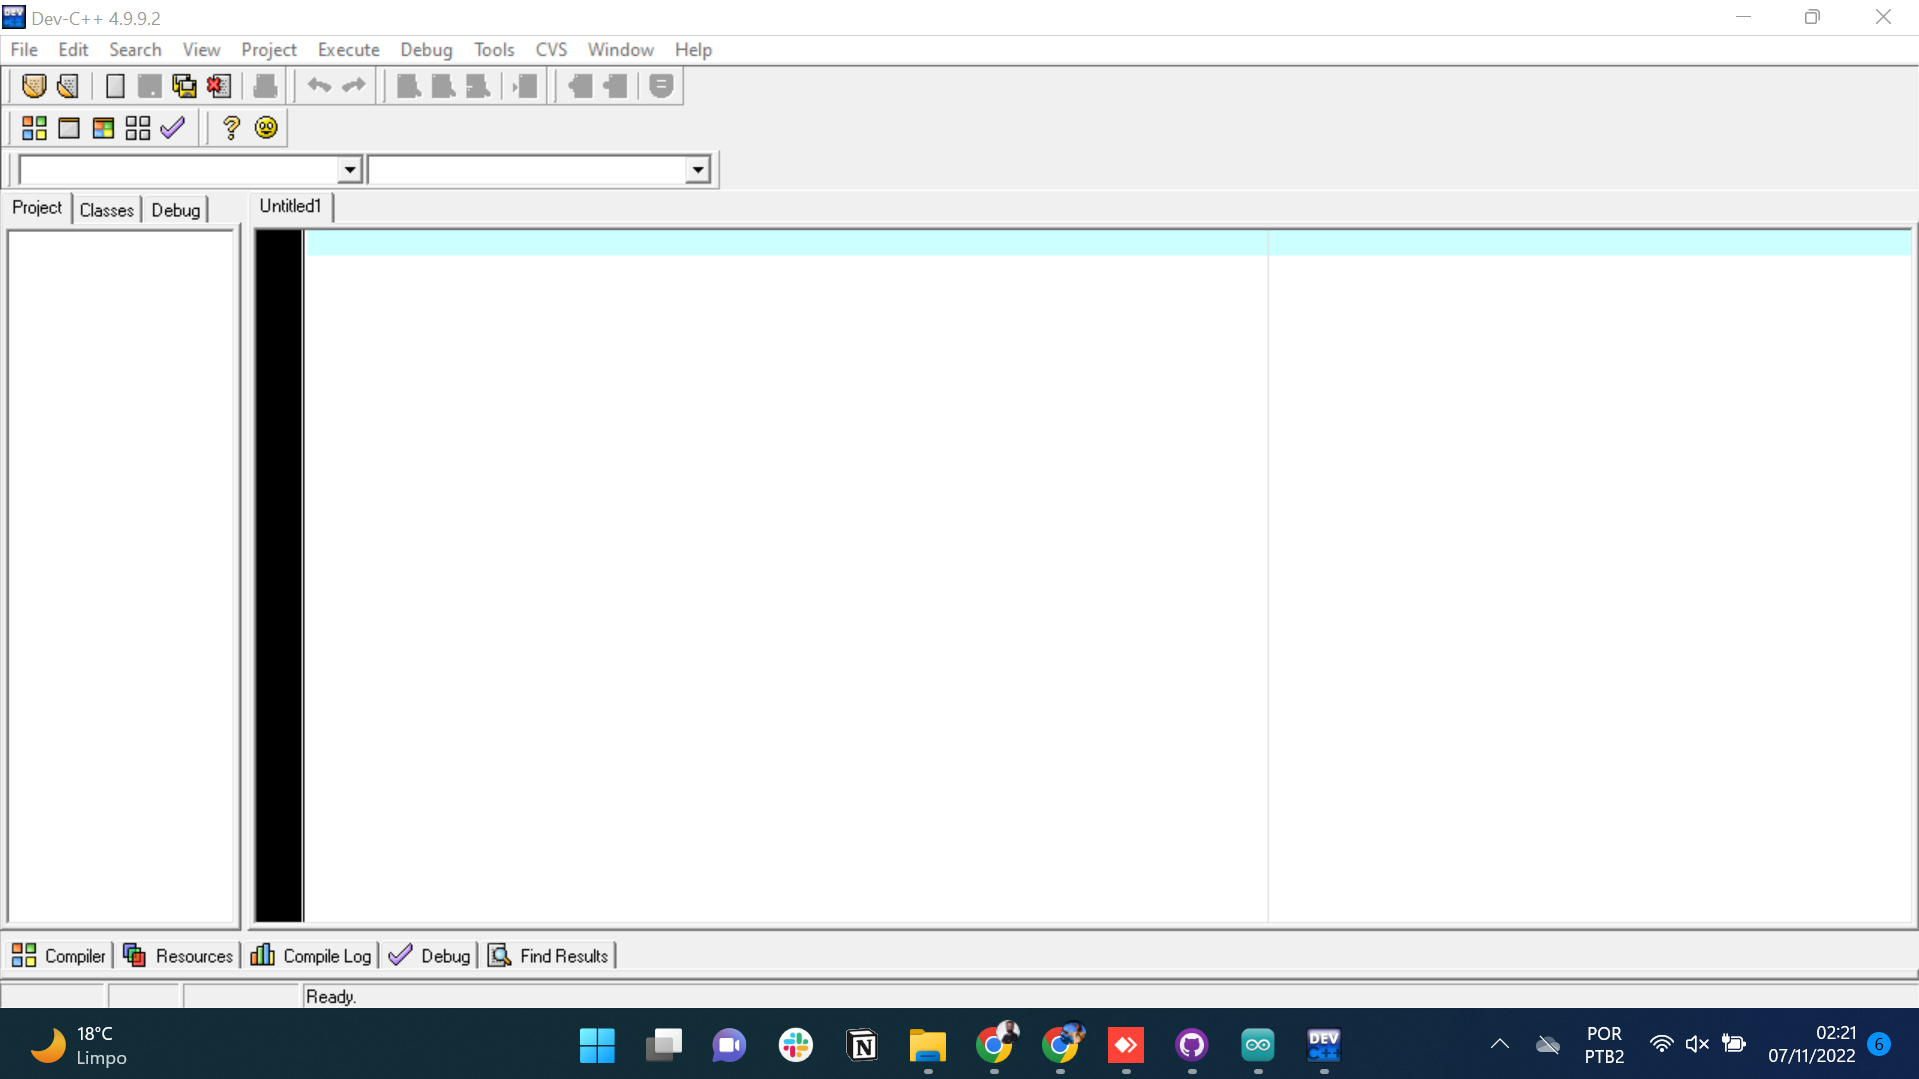 Dev-C++ 4.9.9.2
File Edit Search View Project Execute Debug Tools CVS Window Help
Project Classes Debug Untitled1
Compiler Resources Compile Log Debug Find Results
Ready.
18°C
Limpo
DEV
C++
POR
PTB2
02:21
07/11/2022
6